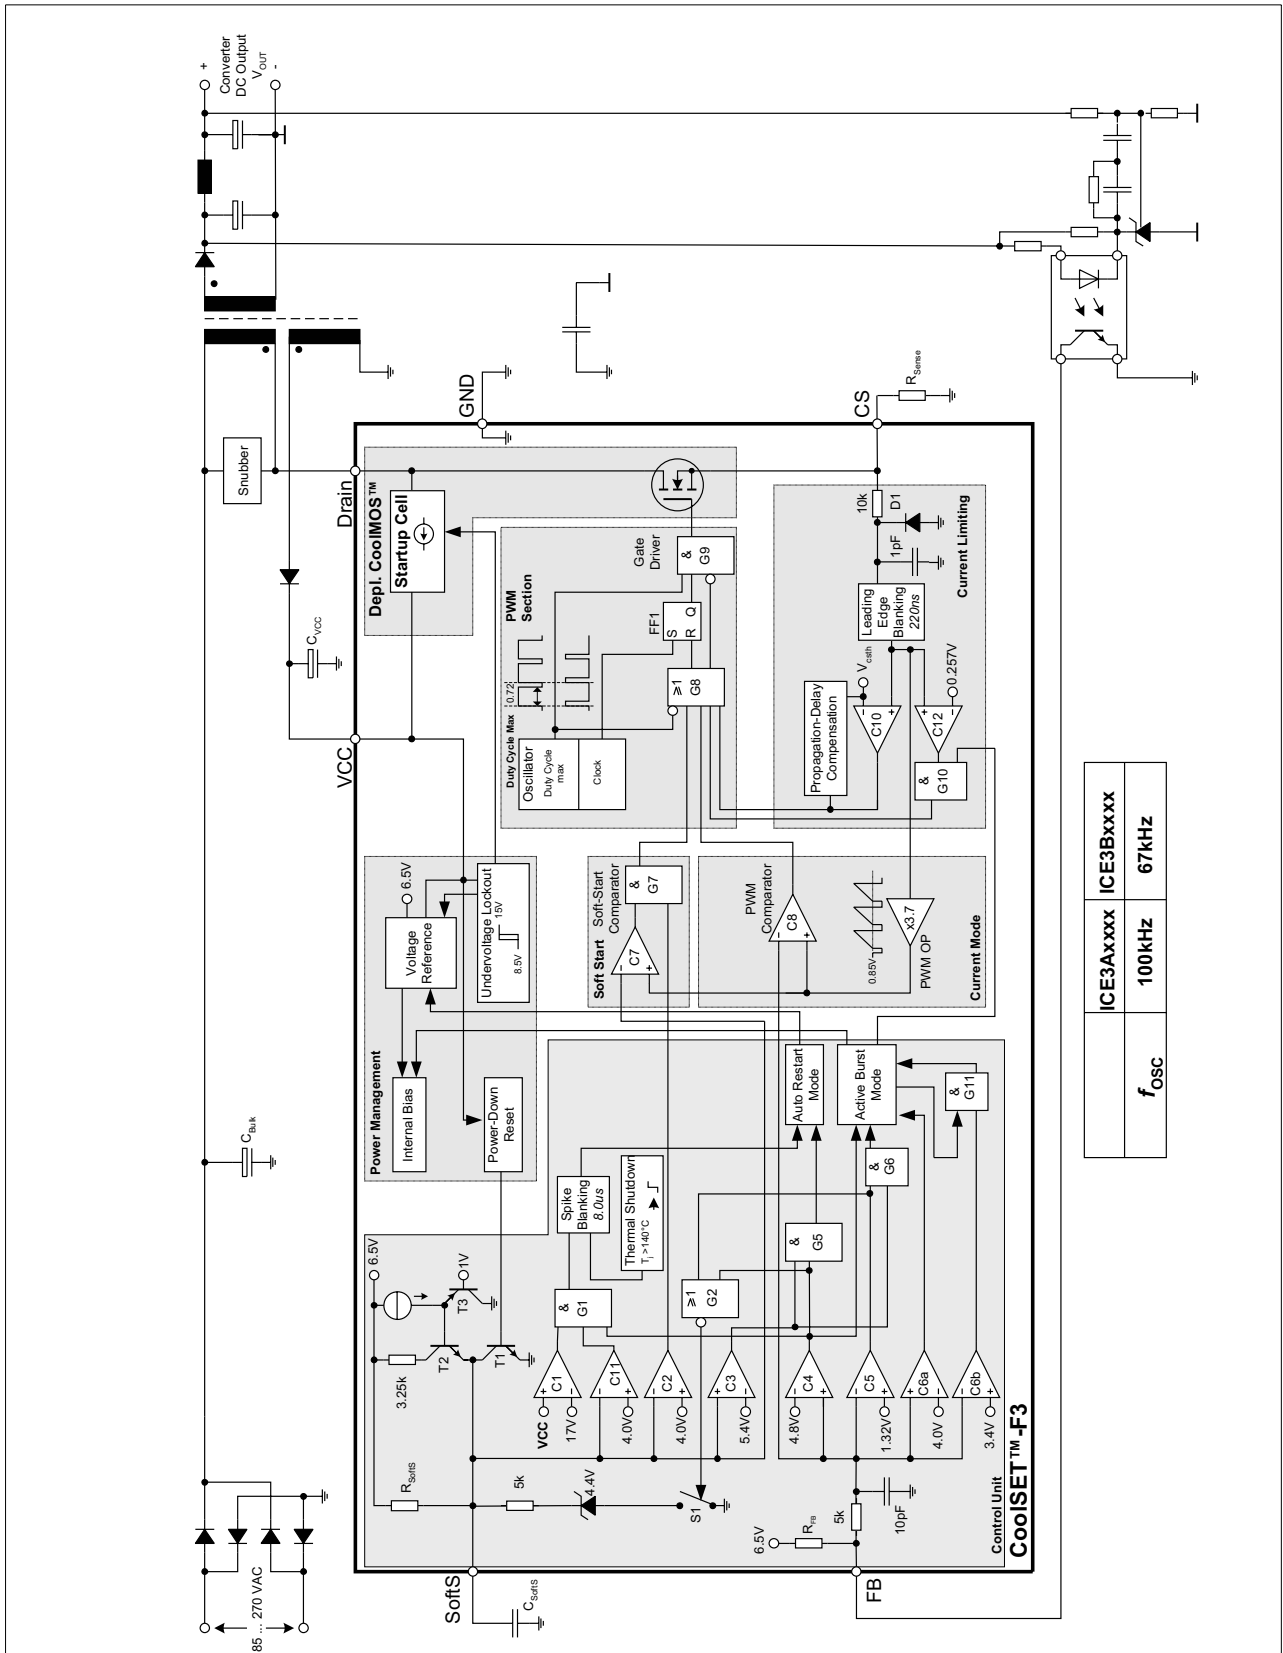 +
Converter
DC Output
V_OUT
-
Snubber
C_Bulk
85 ... 270 VAC
C_VCC
Drain
GND
CS
R_Sense
VCC
SoftS
C_SoftS
FB
Depl. CoolMOS™
Startup Cell
PWM
Section
Gate
Driver
&
G9
0.72
Duty Cycle Max
Oscillator
Duty Cycle
max
Clock
FF1
S
R
Q
≥1
G8
Current Limiting
10k
D1
1pF
Leading
Edge
Blanking
220ns
V_csth
Propagation-Delay
Compensation
C10
+
-
0.257V
C12
+
-
&
G10
Power Management
Internal Bias
Voltage
Reference
6.5V
Undervoltage Lockout
15V
8.5V
Power-Down
Reset
Soft Start
Soft-Start
Comparator
C7
-
+
&
G7
PWM
Comparator
C8
-
+
0.85V
x3.7
PWM OP
Current Mode
6.5V
3.25k
T2
T3
1V
T1
R_SoftS
5k
4.4V
S1
Spike
Blanking
8.0us
Thermal Shutdown
T_j >140°C
&
G1
≥1
G2
&
G5
&
G6
&
G11
Auto Restart
Mode
Active Burst
Mode
VCC
17V
C1
+
-
4.0V
C11
-
+
4.0V
C2
-
+
5.4V
C3
+
-
4.8V
C4
-
+
1.32V
C5
-
+
4.0V
C6a
+
-
3.4V
C6b
-
+
6.5V
R_FB
5k
10pF
Control Unit
CoolSET™-F3
ICE3Axxxx ICE3Bxxxx
f_OSC 100kHz 67kHz